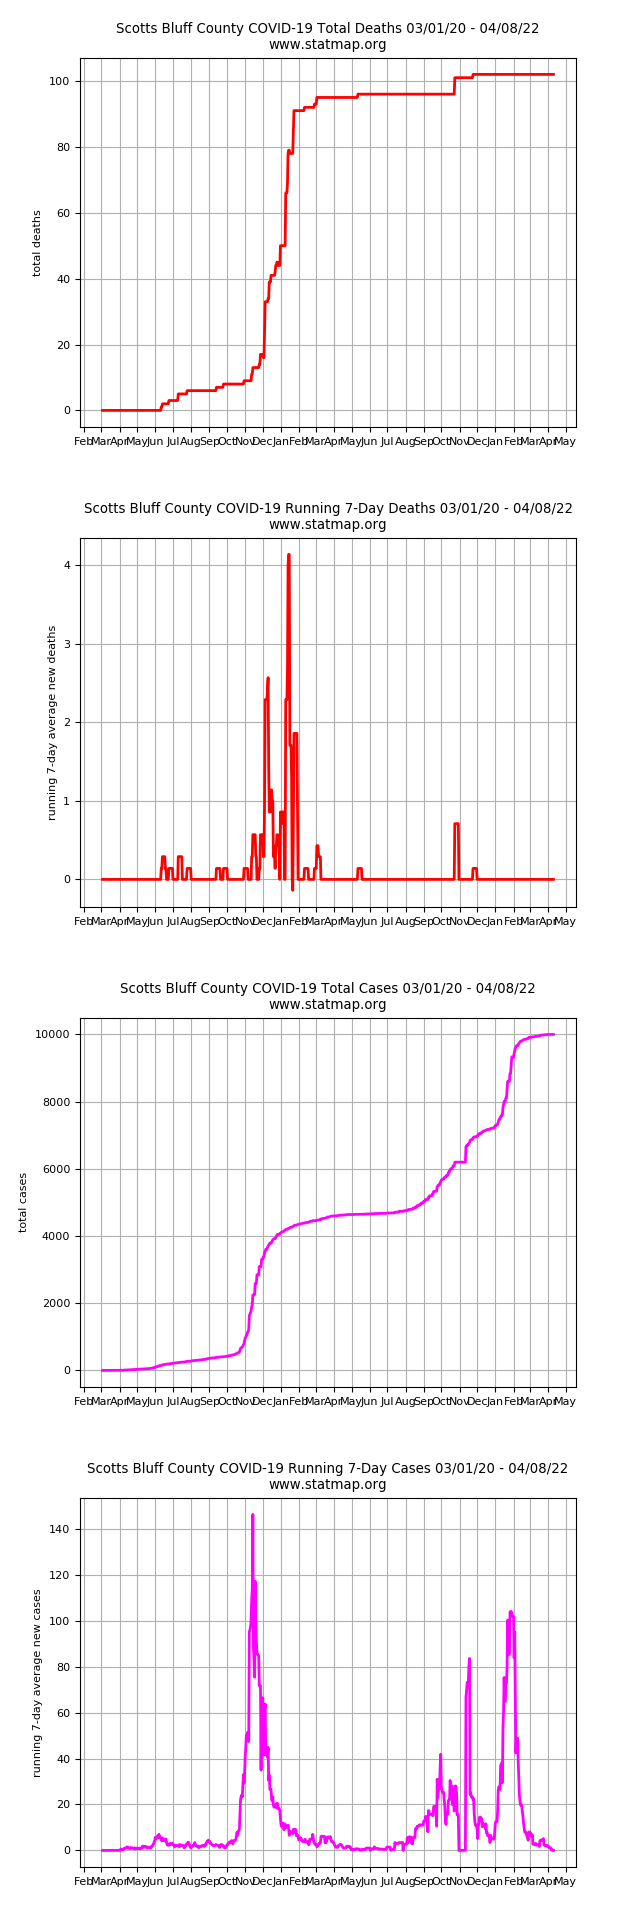 Scotts Bluff County COVID-19 Total Deaths 03/01/20 - 04/08/22
www.statmap.org
total deaths
100
80
60
40
20
0
Feb Mar Apr May Jun Jul Aug Sep Oct Nov Dec Jan Feb Mar Apr May Jun Jul Aug Sep Oct Nov Dec Jan Feb Mar Apr May
Scotts Bluff County COVID-19 Running 7-Day Deaths 03/01/20 - 04/08/22
www.statmap.org
running 7-day average new deaths
4
3
2
1
0
Feb Mar Apr May Jun Jul Aug Sep Oct Nov Dec Jan Feb Mar Apr May Jun Jul Aug Sep Oct Nov Dec Jan Feb Mar Apr May
Scotts Bluff County COVID-19 Total Cases 03/01/20 - 04/08/22
www.statmap.org
total cases
10000
8000
6000
4000
2000
0
Feb Mar Apr May Jun Jul Aug Sep Oct Nov Dec Jan Feb Mar Apr May Jun Jul Aug Sep Oct Nov Dec Jan Feb Mar Apr May
Scotts Bluff County COVID-19 Running 7-Day Cases 03/01/20 - 04/08/22
www.statmap.org
running 7-day average new cases
140
120
100
80
60
40
20
0
Feb Mar Apr May Jun Jul Aug Sep Oct Nov Dec Jan Feb Mar Apr May Jun Jul Aug Sep Oct Nov Dec Jan Feb Mar Apr May